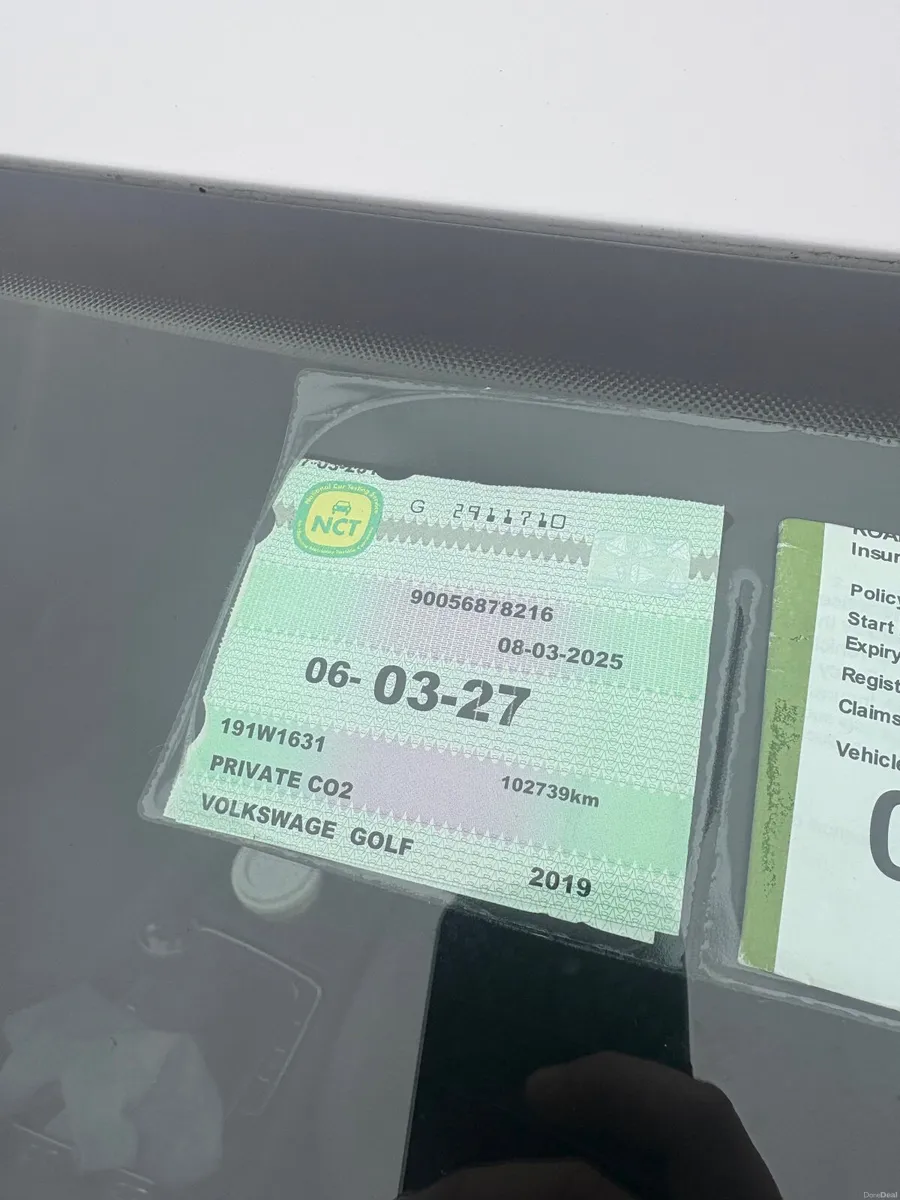 NCT
G 2911710
90056878216
08-03-2025
06-03-27
191W1631
PRIVATE CO2
102739km
VOLKSWAGE GOLF
2019
Insur
Policy
Start
Expiry
Regist
Claims
Vehicle
DoneDeal